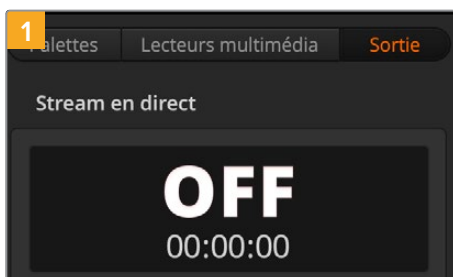 1
alettes Lecteurs multimédia Sortie
Stream en direct
OFF
00:00:00